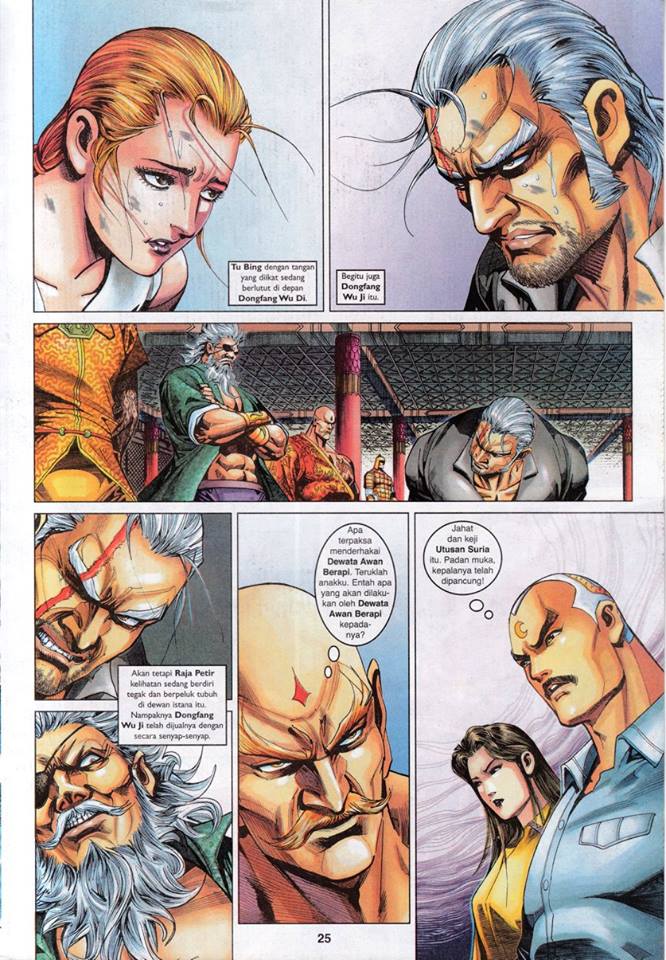 Tu Bing dengan tangan
yang diikat sedang
berlutut di depan
Dongfang Wu Di.
Begitu juga
Dongfang
Wu Ji itu.
Akan tetapi Raja Petir
kelihatan sedang berdiri
tegak dan berpeluk tubuh
di dewan istana itu.
Nampaknya Dongfang
Wu Ji telah dijualnya dengan
secara senyap-senyap.
Apa
terpaksa
menderhakai
Dewata Awan
Berapi. Teruklah
anakku. Entah apa
yang akan dilaku-
kan oleh Dewata
Awan Berapi
kepada-
nya?
Jahat
dan keji
Utusan Suria
itu. Padan muka,
kepalanya telah
dipancung!
25